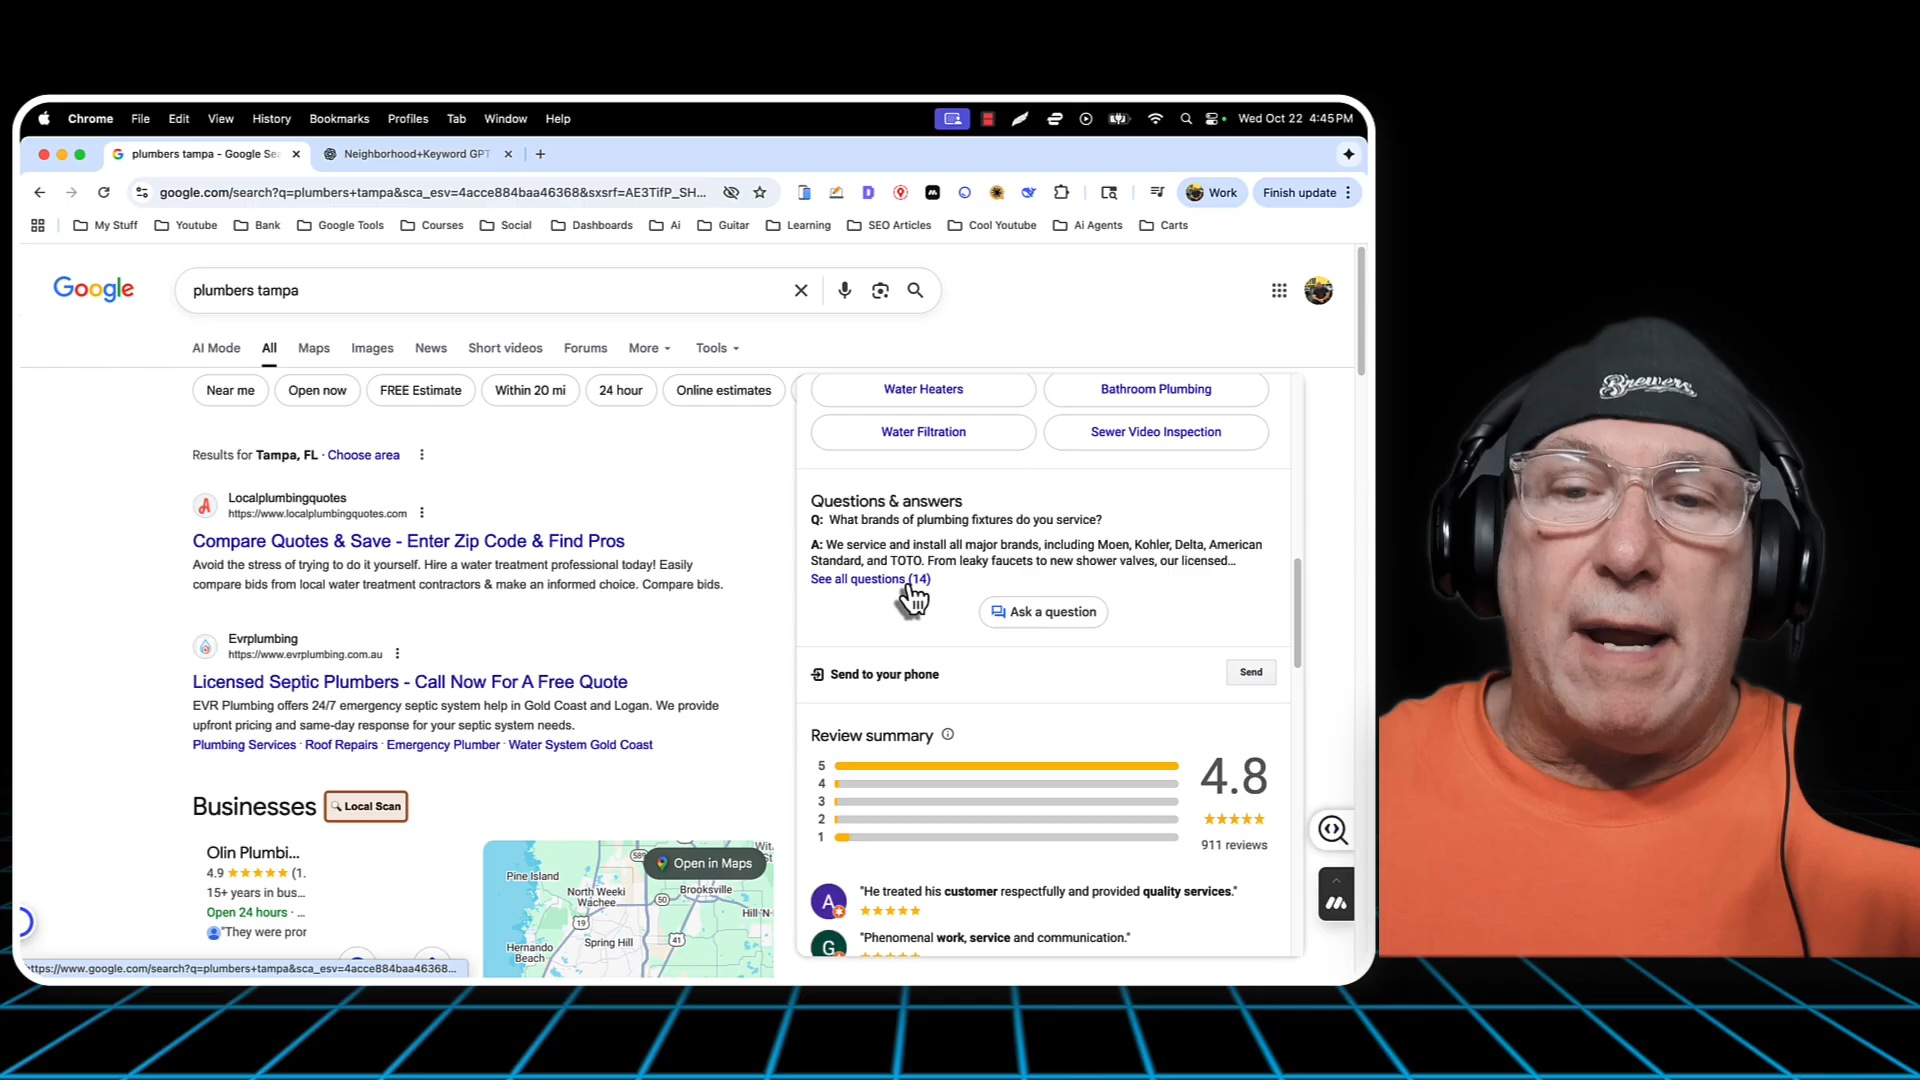 Chrome File Edit View History Bookmarks Profiles Tab Window Help Wed Oct 22 4:45 PM
plumbers tampa - Google Sea
Neighborhood+Keyword GPT
google.com/search?q=plumbers+tampa&sca_esv=4acce884baa46368&sxsrf=AE3TifP_SH...
Work
Finish update
My Stuff Youtube Bank Google Tools Courses Social Dashboards Ai Guitar Learning SEO Articles Cool Youtube Ai Agents Carts
Google
plumbers tampa
AI Mode All Maps Images News Short videos Forums More Tools
Near me Open now FREE Estimate Within 20 mi 24 hour Online estimates
Results for Tampa, FL · Choose area
Localplumbingquotes
https://www.localplumbingquotes.com
Compare Quotes & Save - Enter Zip Code & Find Pros
Avoid the stress of trying to do it yourself. Hire a water treatment professional today! Easily
compare bids from local water treatment contractors & make an informed choice. Compare bids.
Evrplumbing
https://www.evrplumbing.com.au
Licensed Septic Plumbers - Call Now For A Free Quote
EVR Plumbing offers 24/7 emergency septic system help in Gold Coast and Logan. We provide
upfront pricing and same-day response for your septic system needs.
Plumbing Services · Roof Repairs · Emergency Plumber · Water System Gold Coast
Businesses
Local Scan
Olin Plumbi...
4.9 (1.
15+ years in bus...
Open 24 hours · ...
"They were pror
https://www.google.com/search?q=plumbers+tampa&sca_esv=4acce884baa46368...
Open in Maps
Pine Island
North Weeki
Wachee
Brooksville
Wit
589
50
19
Hill-N
Spring Hill
41
Hernando
Beach
Water Heaters
Bathroom Plumbing
Water Filtration
Sewer Video Inspection
Questions & answers
Q: What brands of plumbing fixtures do you service?
A: We service and install all major brands, including Moen, Kohler, Delta, American
Standard, and TOTO. From leaky faucets to new shower valves, our licensed...
See all questions (14)
Ask a question
Send to your phone
Send
Review summary
5
4
3
2
1
4.8
911 reviews
A
"He treated his customer respectfully and provided quality services."
G
"Phenomenal work, service and communication."
Brewers